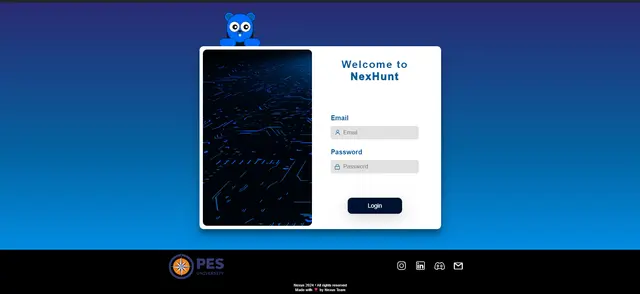 Welcome to
NexHunt
Email
Email
Password
Password
Login
PES
UNIVERSITY
Nexus 2024 • All rights reserved
Made with ❤️ by Nexus Team